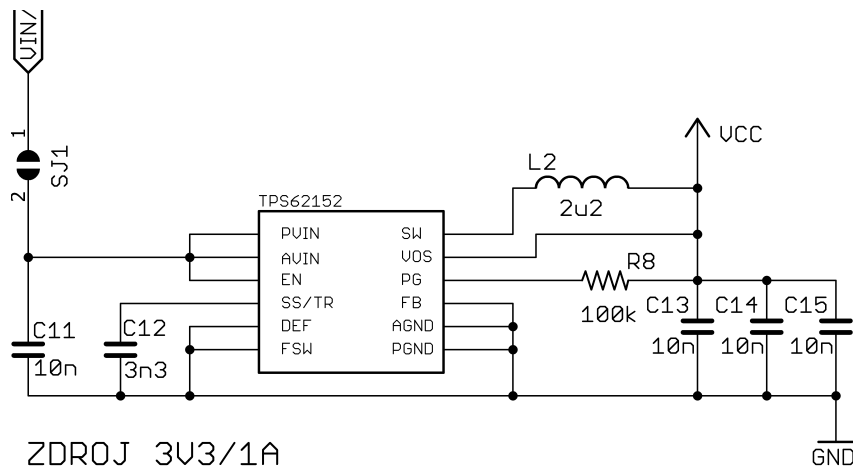 VIN/
1
SJ1
2
VCC
L2
2u2
TPS62152
PVIN
AVIN
EN
SS/TR
DEF
FSW
SW
VOS
PG
FB
AGND
PGND
R8
100k
C11
10n
C12
3n3
C13
10n
C14
10n
C15
10n
GND
ZDROJ 3V3/1A